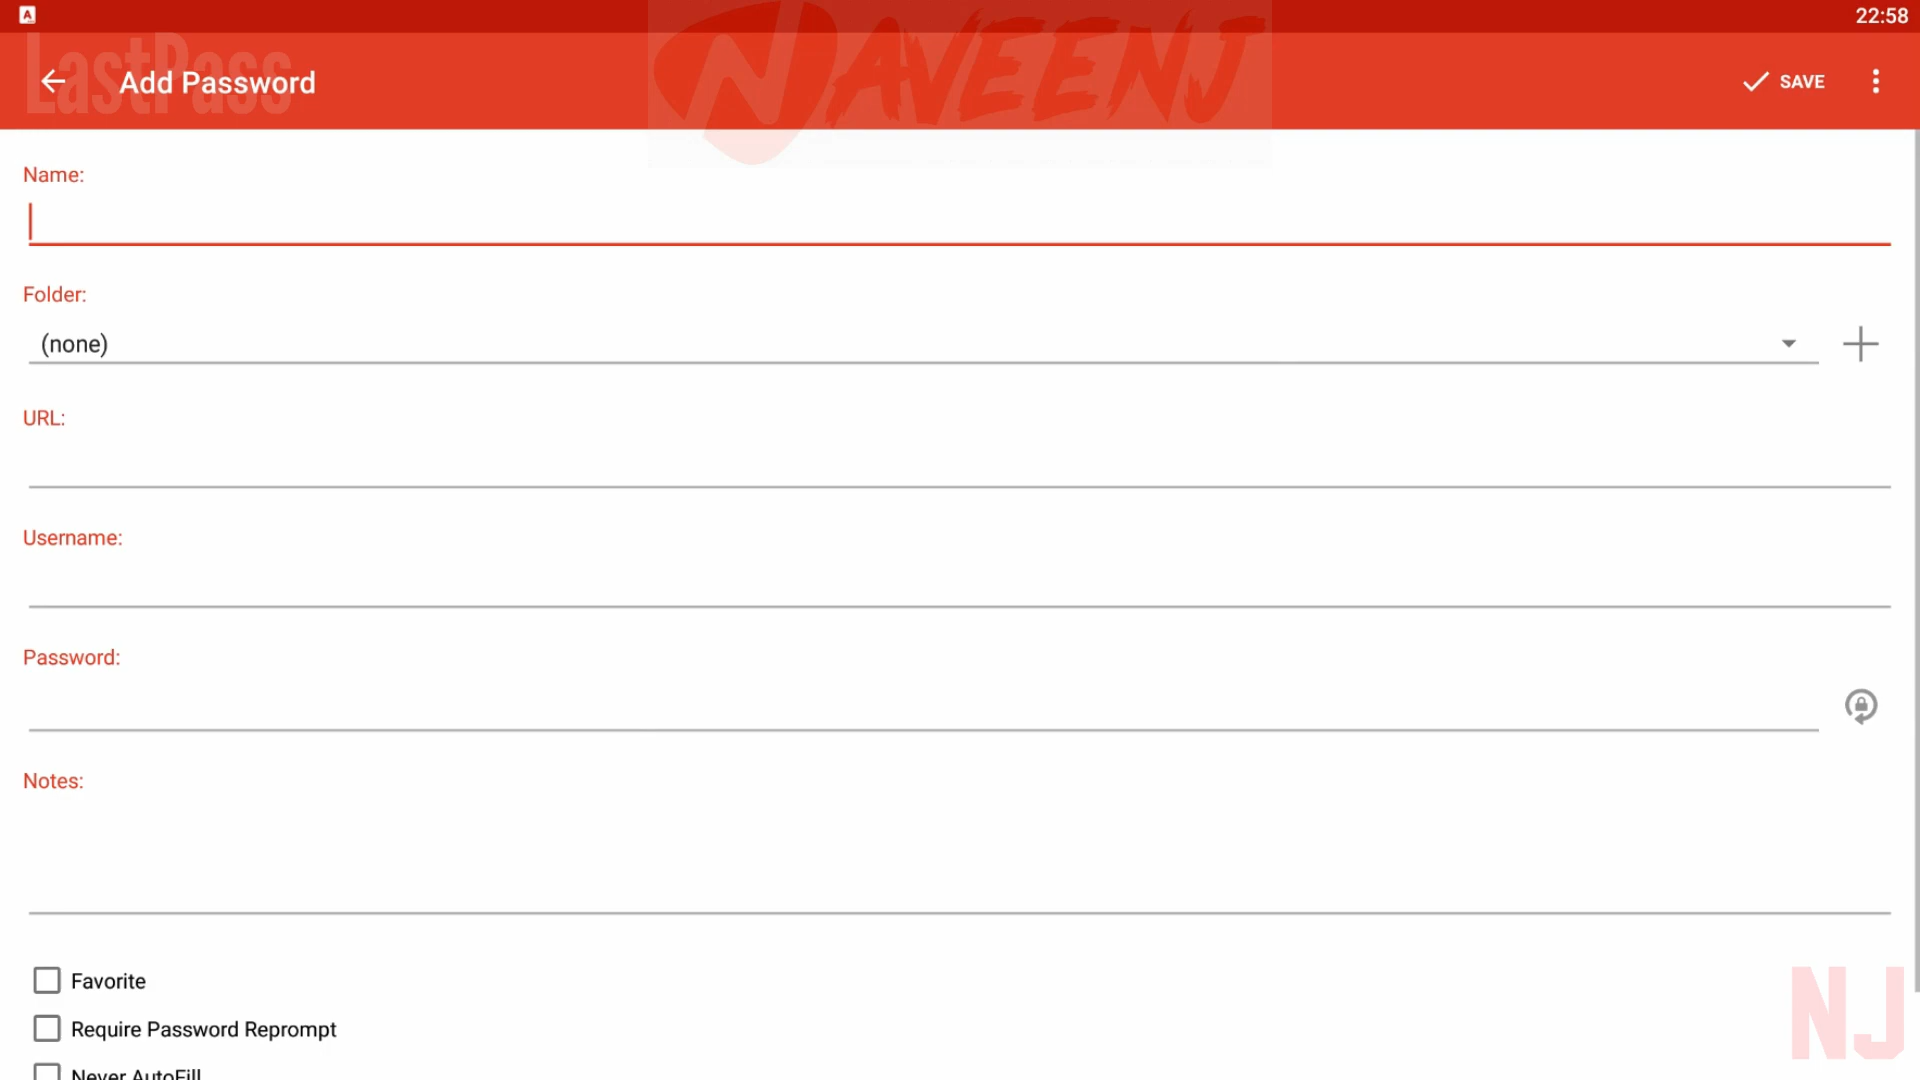 22:58
LastPass
Add Password
NAVEENJ
SAVE
Name:
Folder:
(none)
URL:
Username:
Password:
Notes:
Favorite
Require Password Reprompt
Never AutoFill
NJ